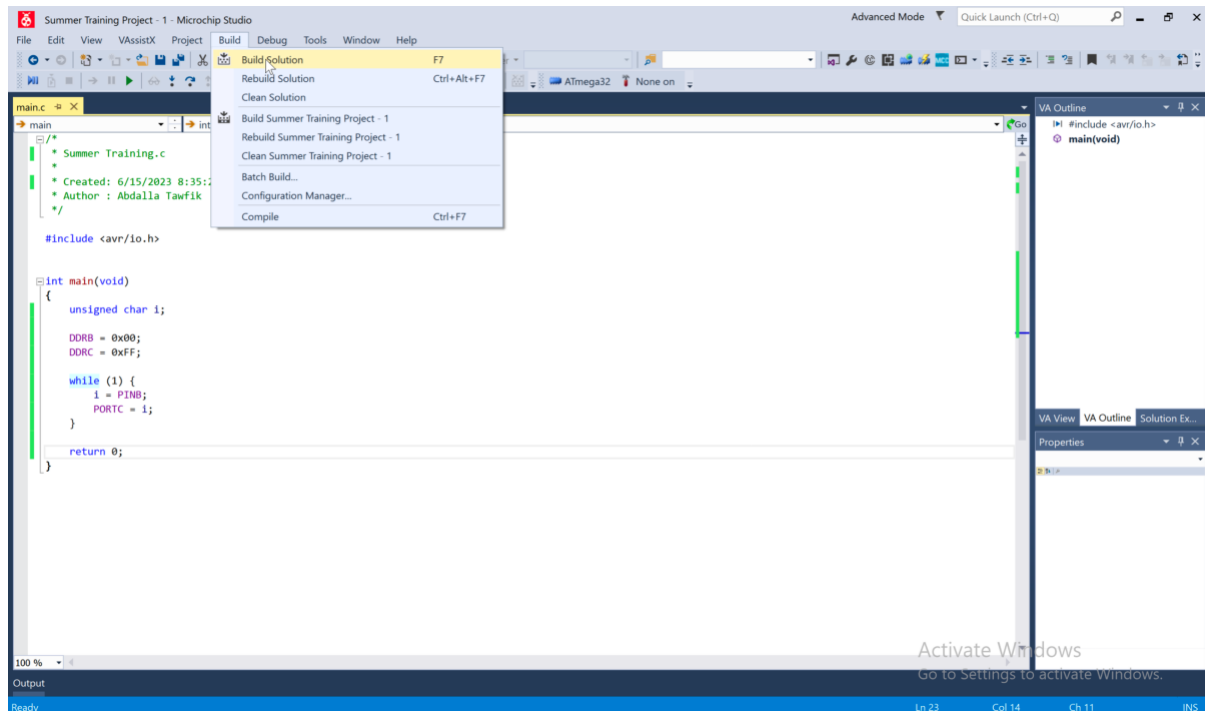 Summer Training Project - 1 - Microchip Studio
Advanced Mode
Quick Launch (Ctrl+Q)
File Edit View VAssistX Project Build Debug Tools Window Help
Build Solution F7
Rebuild Solution Ctrl+Alt+F7
Clean Solution
Build Summer Training Project - 1
Rebuild Summer Training Project - 1
Clean Summer Training Project - 1
Batch Build...
Configuration Manager...
Compile Ctrl+F7
ATmega32 None on
main.c
main
int
Go
/*
* Summer Training.c
*
* Created: 6/15/2023 8:35:
* Author : Abdalla Tawfik
*/
#include <avr/io.h>
int main(void)
{
unsigned char i;
DDRB = 0x00;
DDRC = 0xFF;
while (1) {
i = PINB;
PORTC = i;
}
return 0;
}
VA Outline
#include <avr/io.h>
main(void)
VA View VA Outline Solution Ex...
Properties
100 %
Activate Windows
Go to Settings to activate Windows.
Output
Ready Ln 23 Col 14 Ch 11 INS